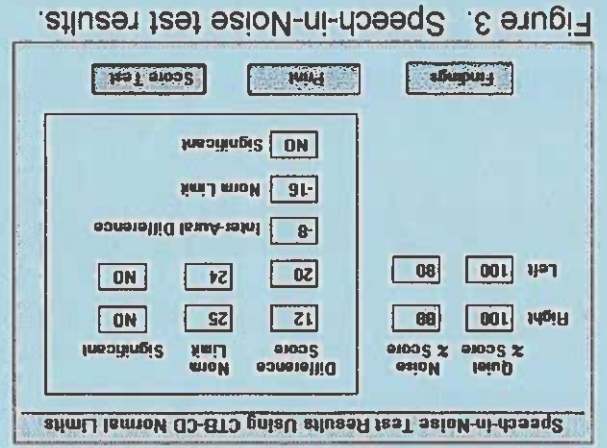 Speech-in-Noise Test Results Using CTB-CD Normal Limits
Quiet Noise Difference Norm
% Score % Score Score Limit Significant
Right 100 88 12 25 NO
Left 100 80 20 24 NO
-8 Inter-Aural Difference
-16 Norm Limit
NO Significant
Findings Print Score Test
Figure 3. Speech-in-Noise test results.